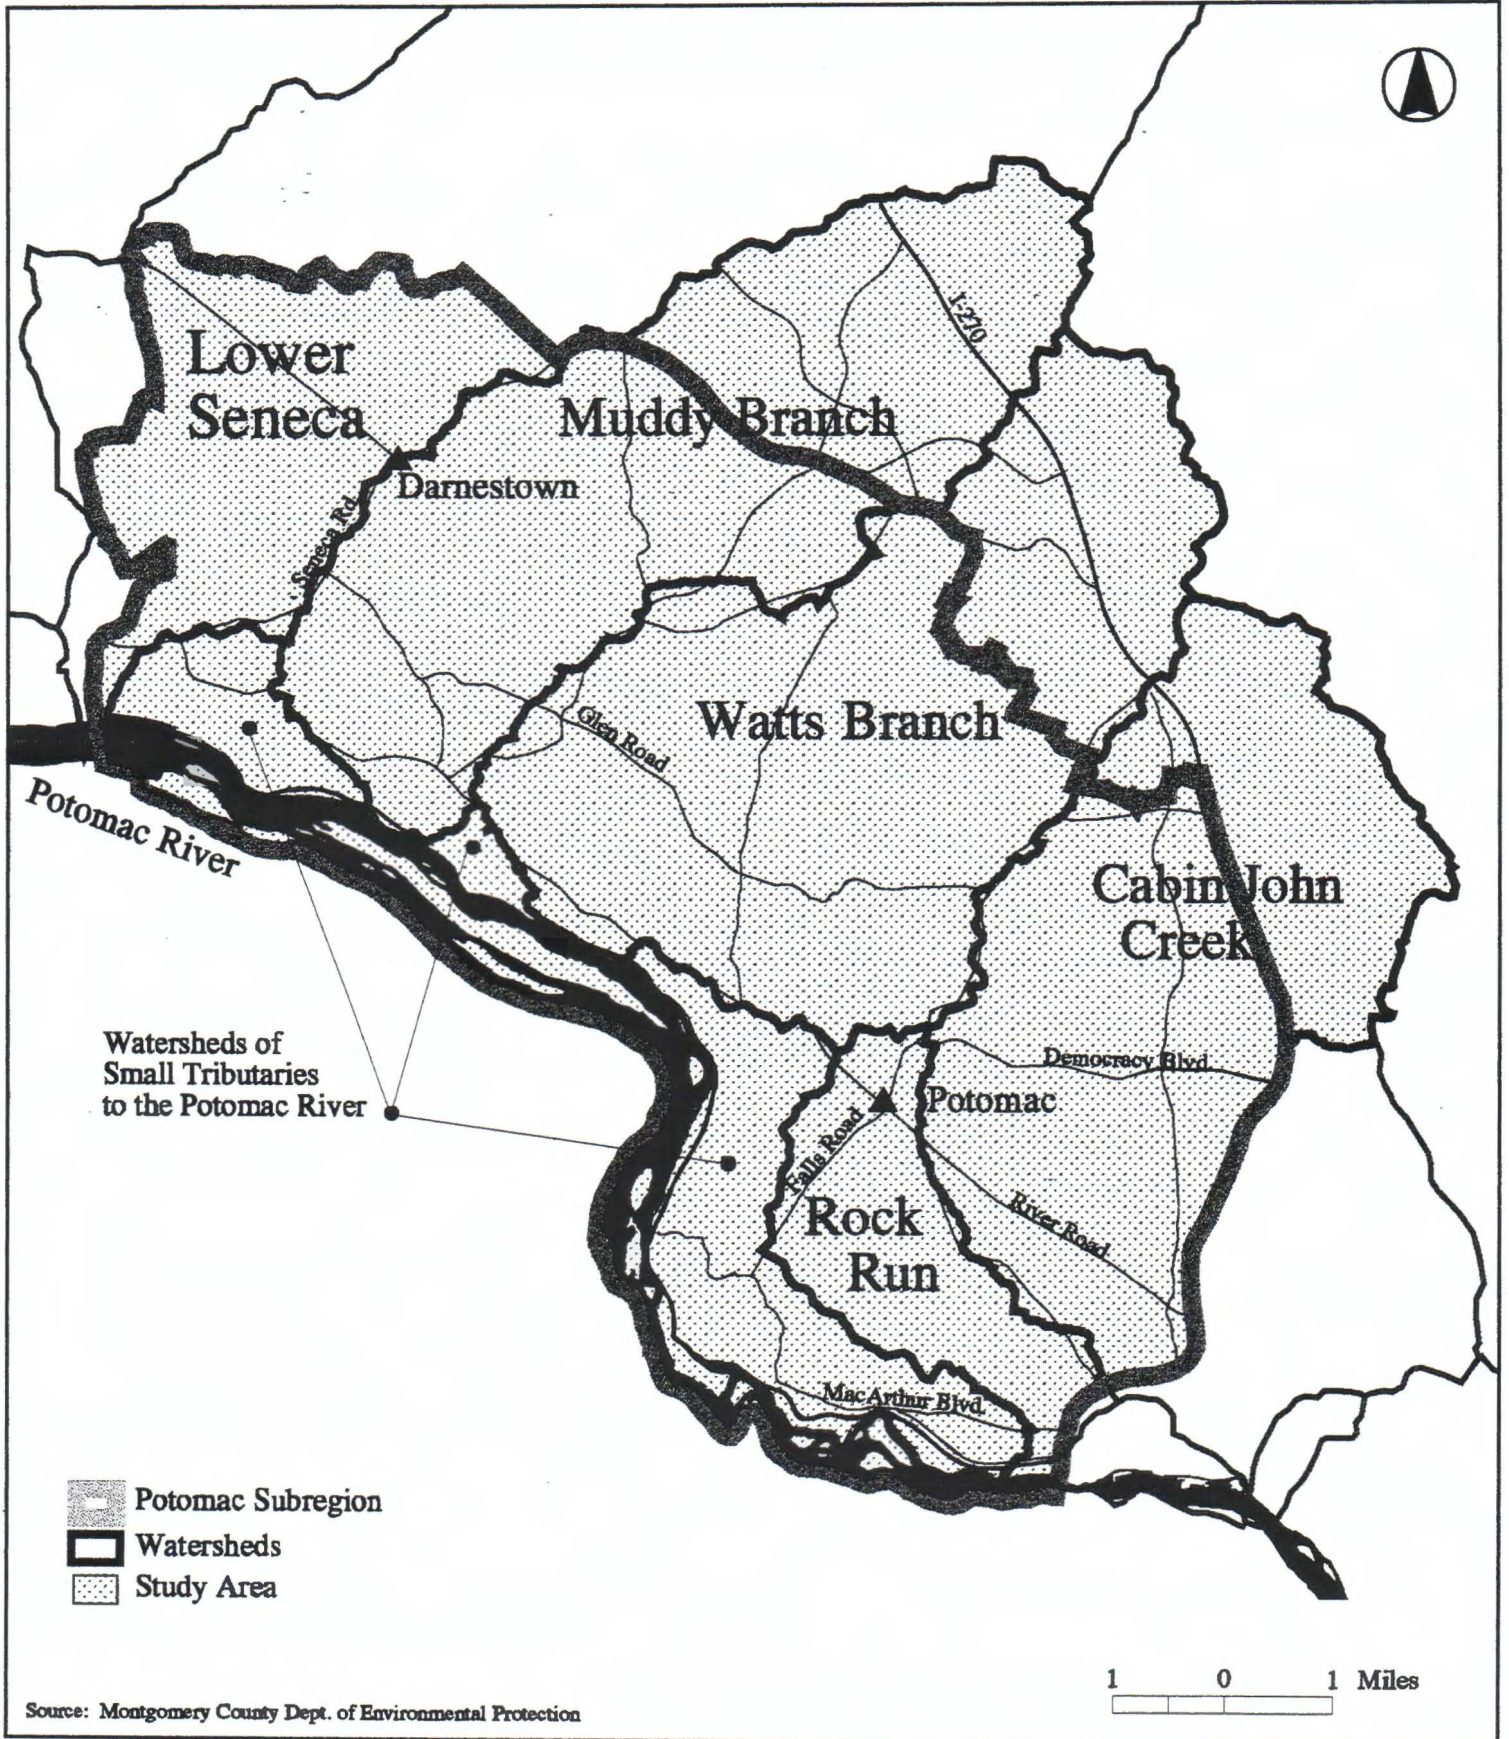 I-270
Lower
Seneca
Muddy Branch
Darnestown
Seneca Rd.
Watts Branch
Glen Road
Potomac River
Cabin John
Creek
Watersheds of
Small Tributaries
to the Potomac River
Democracy Blvd.
Potomac
Falls Road
Rock
Run
River Road
MacArthur Blvd.
Potomac Subregion
Watersheds
Study Area
1 0 1 Miles
Source: Montgomery County Dept. of Environmental Protection